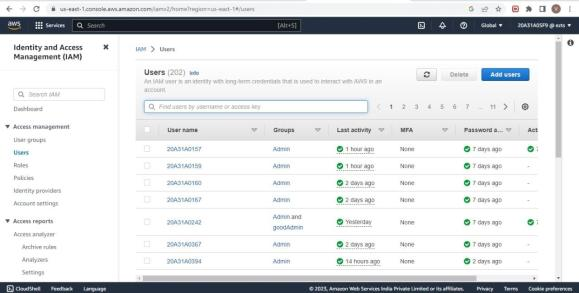 us-east-1.console.aws.amazon.com/iamv2/home?region=us-east-1#/users
aws Services Search [Alt+S] Global 20A31A05F9 @ ezts
Identity and Access Management (IAM)
Search IAM
Dashboard
Access management
User groups
Users
Roles
Policies
Identity providers
Account settings
Access reports
Access analyzer
Archive rules
Analyzers
Settings
IAM > Users
Users (202) Info
An IAM user is an identity with long-term credentials that is used to interact with AWS in an
account.
Delete Add users
Find users by username or access key
1 2 3 4 5 6 7 ... 11
User name Groups Last activity MFA Password a... Act
20A31A0157 Admin 1 hour ago None 7 days ago
20A31A0159 Admin 1 hour ago None 7 days ago -
20A31A0160 Admin 2 days ago None 7 days ago -
20A31A0167 Admin 2 days ago None 7 days ago -
20A31A0242 Admin and goodAdmin Yesterday None 7 days ago
20A31A0367 Admin 2 days ago None 7 days ago -
20A31A0394 Admin 14 hours ago None 7 days ago -
CloudShell Feedback Language © 2023, Amazon Web Services India Private Limited or its affiliates. Privacy Terms Cookie preferences